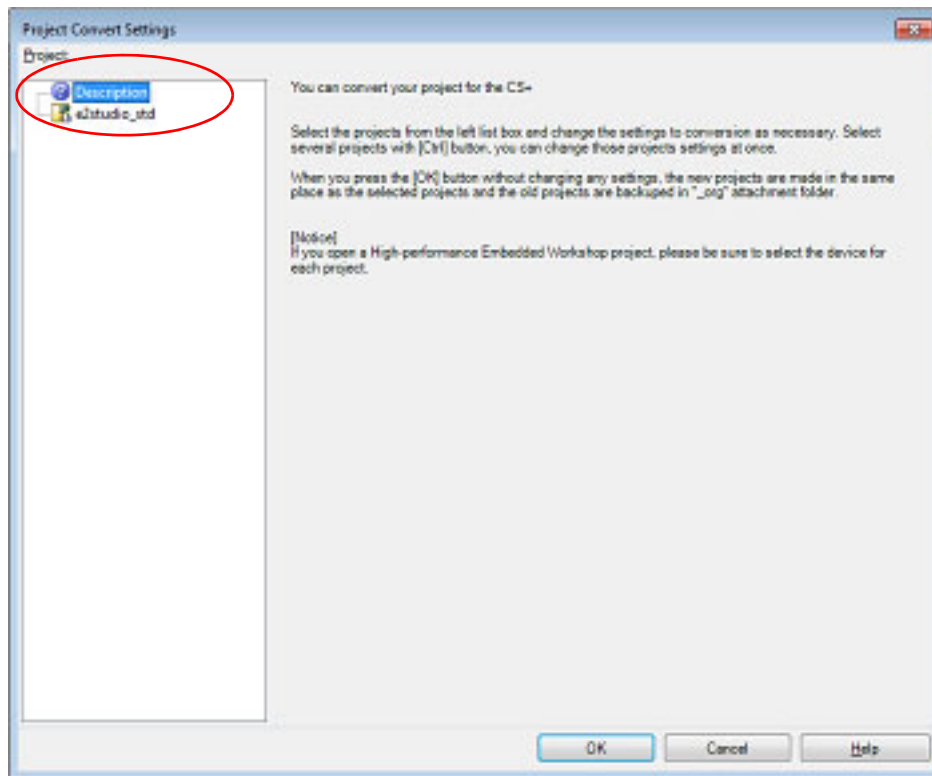 Project Convert Settings
Project:
Description
e2studio_std
You can convert your project for the CS+
Select the projects from the left list box and change the settings to conversion as necessary. Select
several projects with [Ctrl] button, you can change those projects settings at once.
When you press the [OK] button without changing any settings, the new projects are made in the same
place as the selected projects and the old projects are backuped in "_org" attachment folder.
[Notice]
If you open a High-performance Embedded Workshop project, please be sure to select the device for
each project.
OK
Cancel
Help